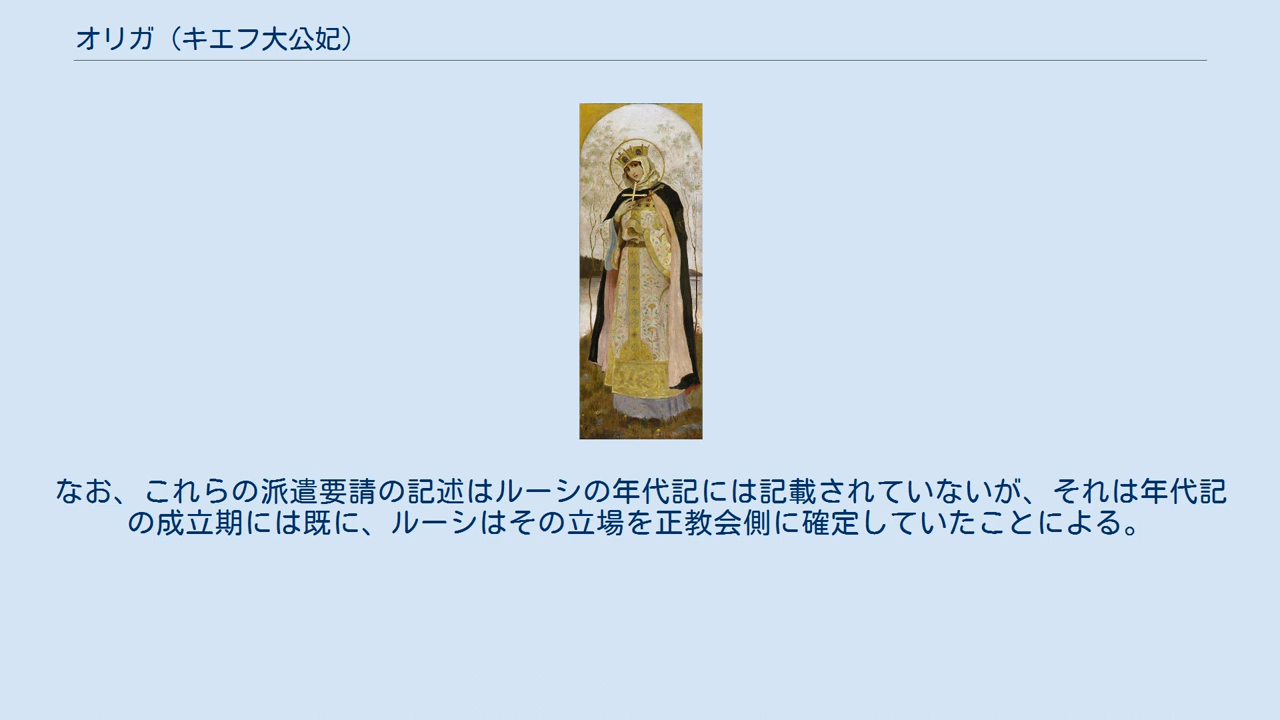 オリガ（キエフ大公妃）
なお、これらの派遣要請の記述はルーシの年代記には記載されていないが、それは年代記
の成立期には既に、ルーシはその立場を正教会側に確定していたことによる。